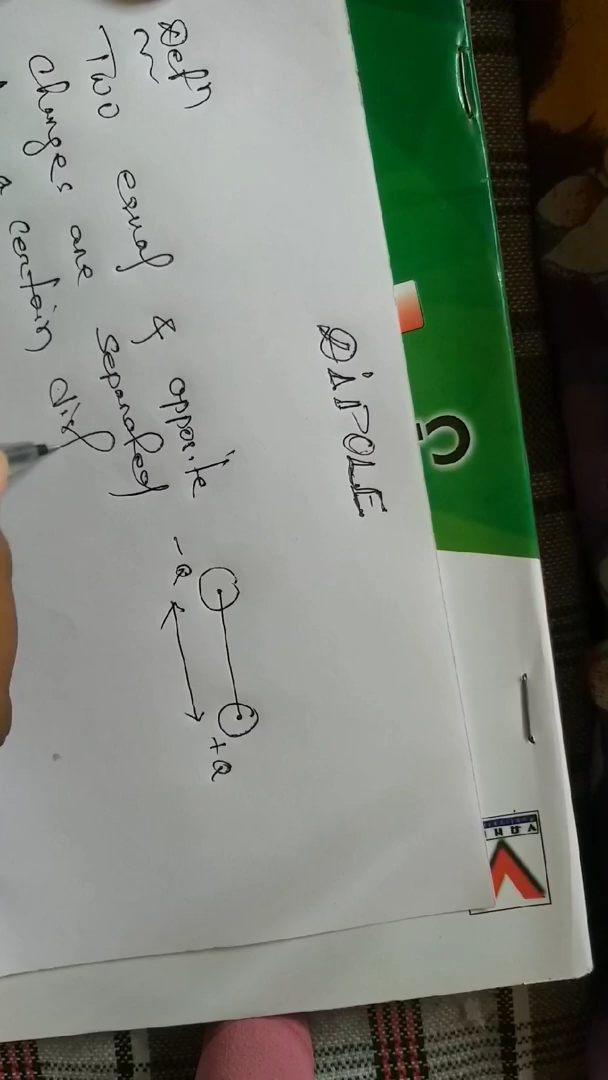 DIPOLE
Defn
Two equal & opposite
charges are separated
a certain dist
-Q
+Q